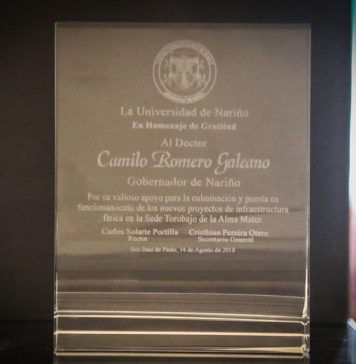 La Universidad de Nariño
En Homenaje de Gratitud
Al Doctor
Camilo Romero Galeano
Gobernador de Nariño
Por su valioso apoyo para la culminación y puesta en
funcionamiento de los nuevos proyectos de infraestructura
física en la Sede Torobajo de la Alma Mater.
Carlos Solarte Portilla Cristhian Pereira Otero
Rector Secretario General
San Juan de Pasto, 14 de Agosto de 2018